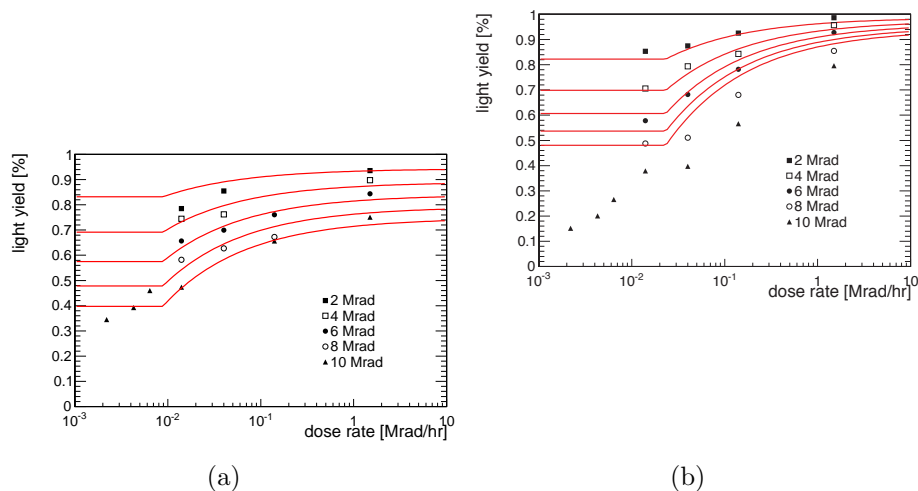 light yield [%]
1
0.9
0.8
0.7
0.6
0.5
0.4
0.3
0.2
0.1
0
2 Mrad
4 Mrad
6 Mrad
8 Mrad
10 Mrad
10^-3 10^-2 10^-1 1 10
dose rate [Mrad/hr]
(a)
light yield [%]
1
0.9
0.8
0.7
0.6
0.5
0.4
0.3
0.2
0.1
0
2 Mrad
4 Mrad
6 Mrad
8 Mrad
10 Mrad
10^-3 10^-2 10^-1 1 10
dose rate [Mrad/hr]
(b)